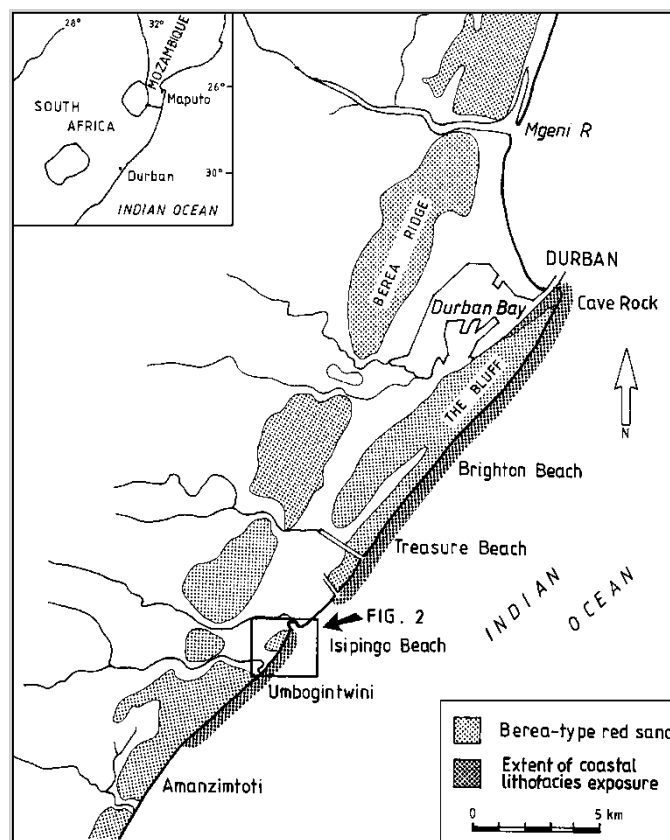 28°
32°
MOZAMBIQUE
26°
SOUTH
AFRICA
Maputo
Durban
30°
INDIAN OCEAN
Mgeni R
BEREA RIDGE
DURBAN
Durban Bay
Cave Rock
THE BLUFF
N
Brighton Beach
Treasure Beach
INDIAN
OCEAN
FIG. 2
Isipingo Beach
Umbogintwini
Amanzimtoti
Berea-type red sand
Extent of coastal
lithofacies exposure
0
5 km